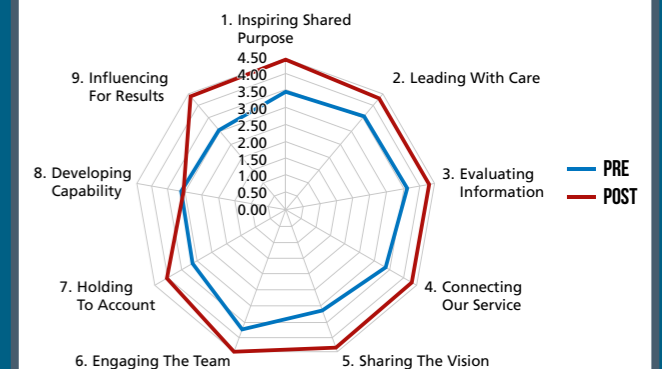 1. Inspiring Shared
Purpose
4.50
4.00
3.50
3.00
2.50
2.00
1.50
1.00
0.50
0.00
2. Leading With Care
3. Evaluating
Information
4. Connecting
Our Service
5. Sharing The Vision
6. Engaging The Team
7. Holding
To Account
8. Developing
Capability
9. Influencing
For Results
PRE
POST